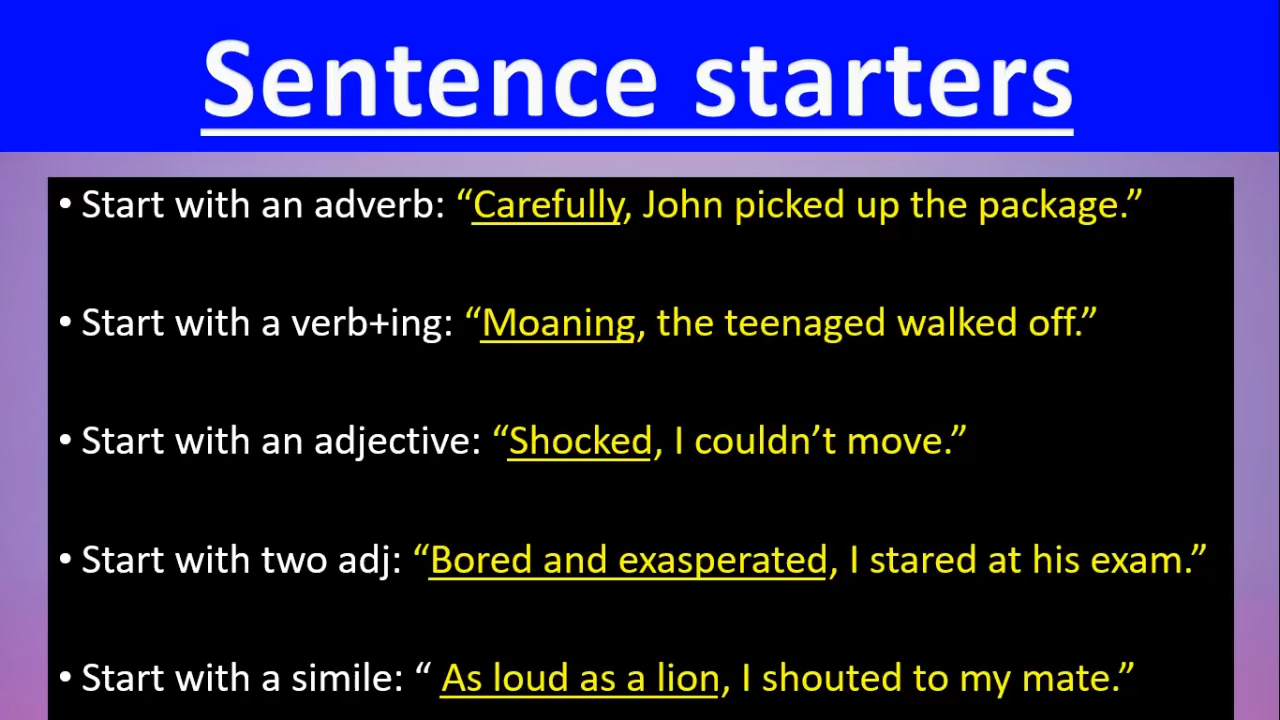 Sentence starters
• Start with an adverb: “Carefully, John picked up the package.”
• Start with a verb+ing: “Moaning, the teenaged walked off.”
• Start with an adjective: “Shocked, I couldn’t move.”
• Start with two adj: “Bored and exasperated, I stared at his exam.”
• Start with a simile: “ As loud as a lion, I shouted to my mate.”